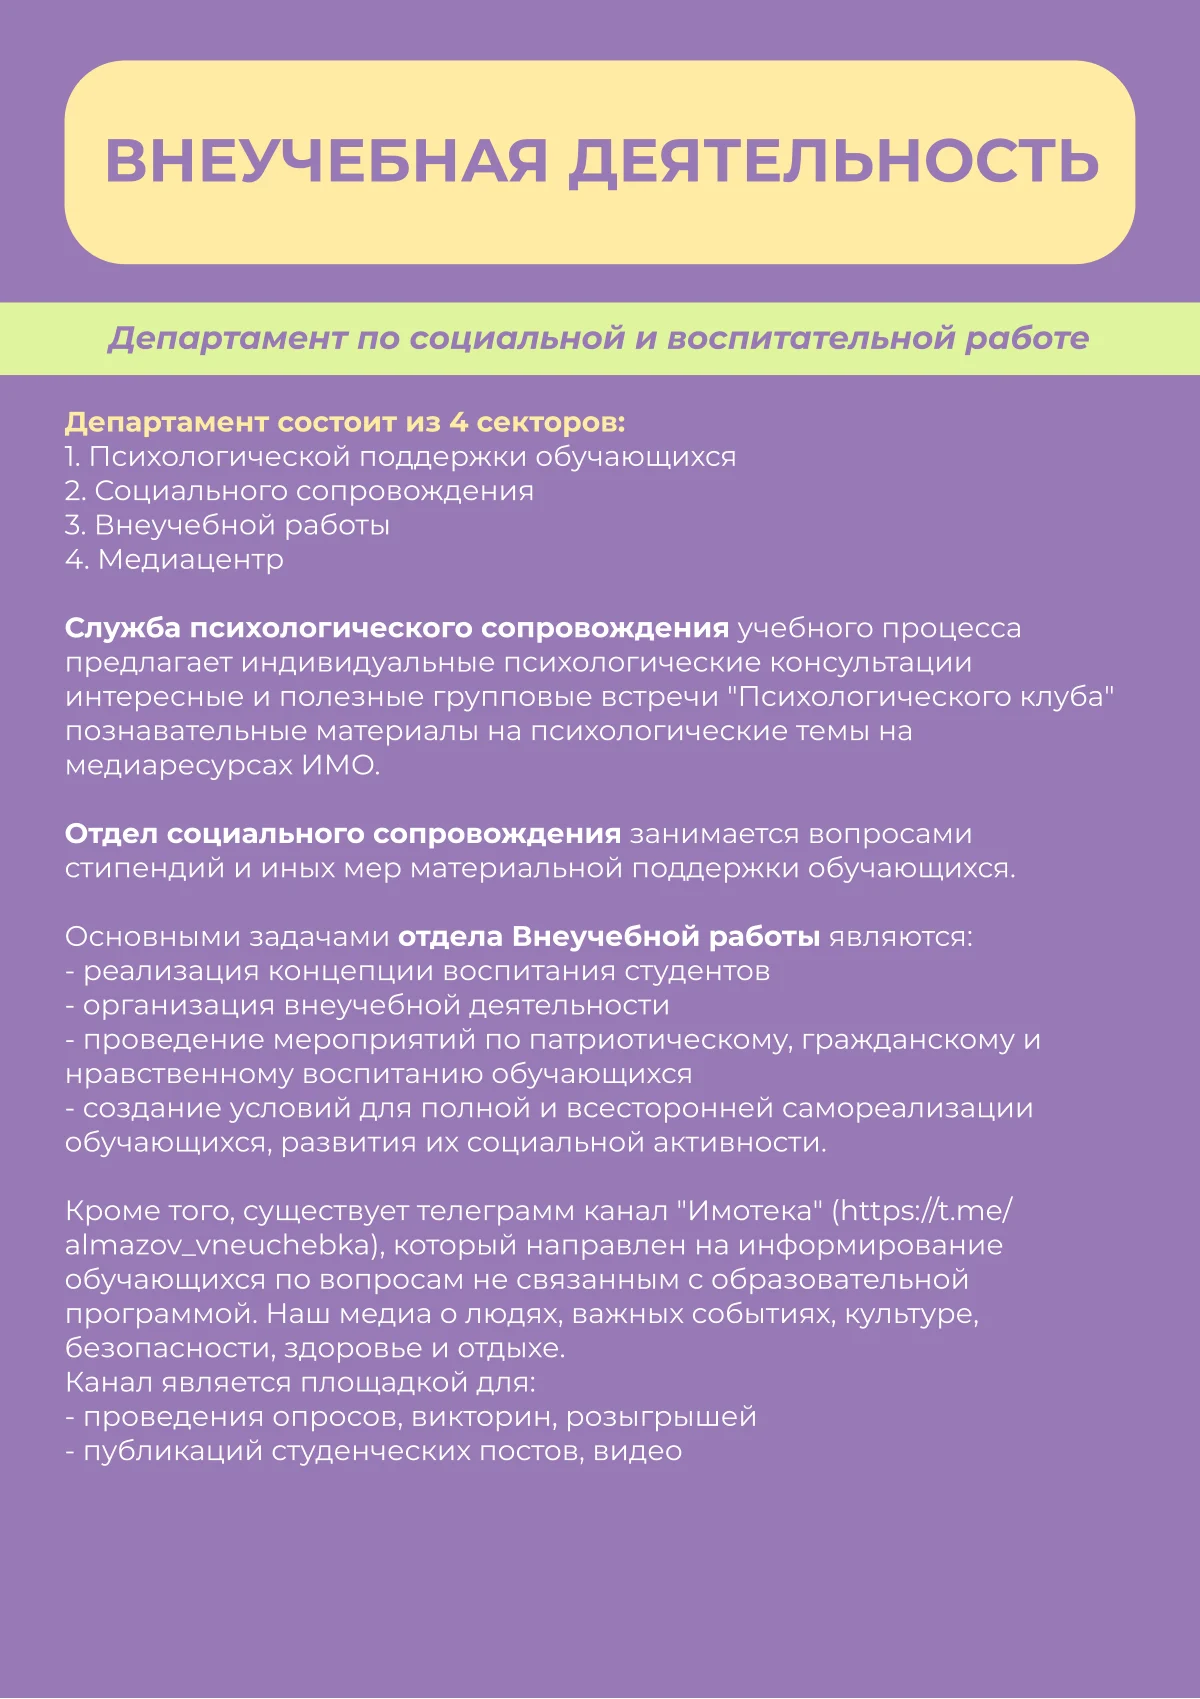 ВНЕУЧЕБНАЯ ДЕЯТЕЛЬНОСТЬ
Департамент по социальной и воспитательной работе
Департамент состоит из 4 секторов:
1. Психологической поддержки обучающихся
2. Социального сопровождения
3. Внеучебной работы
4. Медиацентр
Служба психологического сопровождения учебного процесса
предлагает индивидуальные психологические консультации
интересные и полезные групповые встречи "Психологического клуба"
познавательные материалы на психологические темы на
медиаресурсах ИМО.
Отдел социального сопровождения занимается вопросами
стипендий и иных мер материальной поддержки обучающихся.
Основными задачами отдела Внеучебной работы являются:
- реализация концепции воспитания студентов
- организация внеучебной деятельности
- проведение мероприятий по патриотическому, гражданскому и
нравственному воспитанию обучающихся
- создание условий для полной и всесторонней самореализации
обучающихся, развития их социальной активности.
Кроме того, существует телеграмм канал "Имотека" (https://t.me/
almazov_vneuchebka), который направлен на информирование
обучающихся по вопросам не связанным с образовательной
программой. Наш медиа о людях, важных событиях, культуре,
безопасности, здоровье и отдыхе.
Канал является площадкой для:
- проведения опросов, викторин, розыгрышей
- публикаций студенческих постов, видео